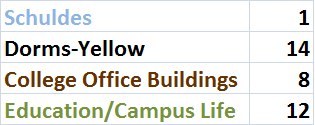 Schuldes 1
Dorms-Yellow 14
College Office Buildings 8
Education/Campus Life 12